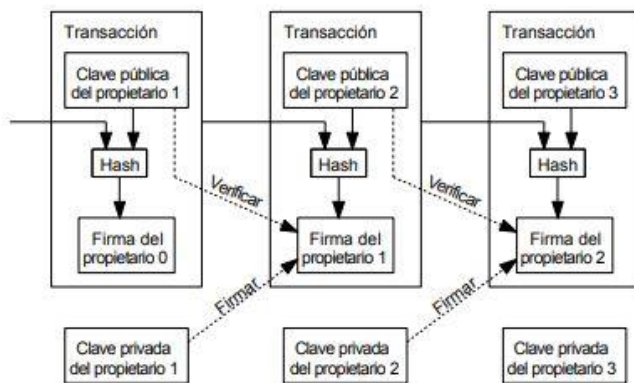 Transacción
Clave pública
del propietario 1
Hash
Firma del
propietario 0
Transacción
Clave pública
del propietario 2
Hash
Verificar
Firma del
propietario 1
Firmar
Transacción
Clave pública
del propietario 3
Hash
Verificar
Firma del
propietario 2
Firmar
Clave privada
del propietario 1
Clave privada
del propietario 2
Clave privada
del propietario 3